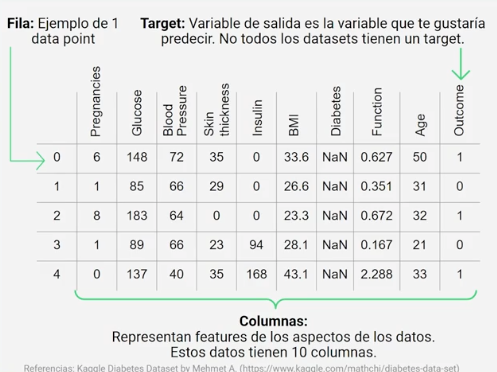 Fila: Ejemplo de 1
data point
Target: Variable de salida es la variable que te gustaría
predecir. No todos los datasets tienen un target.
Pregnancies Glucose Blood Pressure Skin thickness Insulin BMI Diabetes Function Age Outcome
0 6 148 72 35 0 33.6 NaN 0.627 50 1
1 1 85 66 29 0 26.6 NaN 0.351 31 0
2 8 183 64 0 0 23.3 NaN 0.672 32 1
3 1 89 66 23 94 28.1 NaN 0.167 21 0
4 0 137 40 35 168 43.1 NaN 2.288 33 1
Columnas:
Representan features de los aspectos de los datos.
Estos datos tienen 10 columnas.
Referencias: Kaggle Diabetes Dataset by Mehmet A. (https://www.kaggle.com/mathchi/diabetes-data-set)